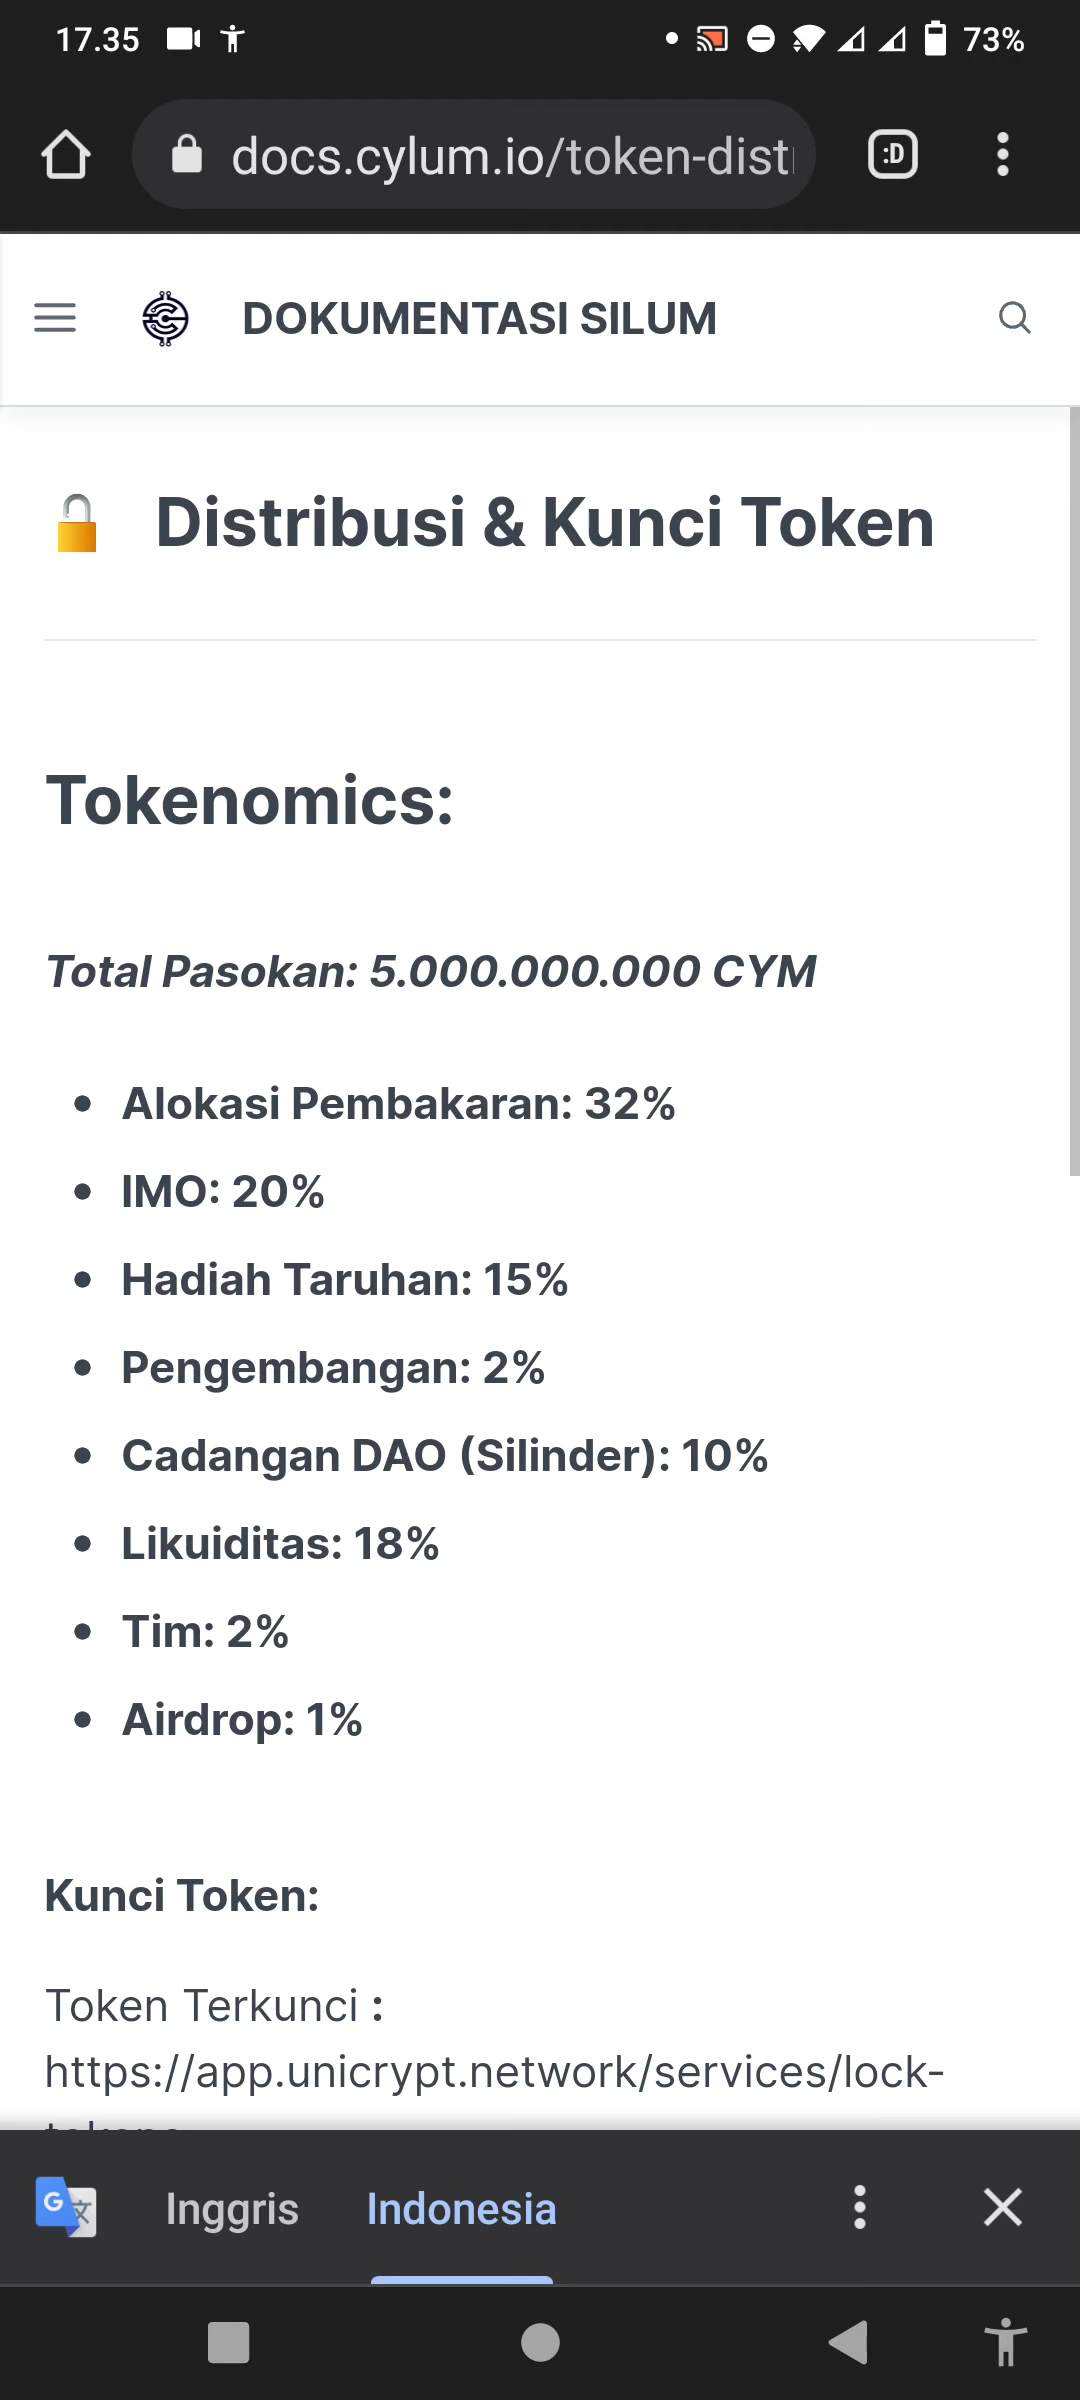 17.35
73%
docs.cylum.io/token-dist
:D
DOKUMENTASI SILUM
Distribusi & Kunci Token
Tokenomics:
Total Pasokan: 5.000.000.000 CYM
• Alokasi Pembakaran: 32%
• IMO: 20%
• Hadiah Taruhan: 15%
• Pengembangan: 2%
• Cadangan DAO (Silinder): 10%
• Likuiditas: 18%
• Tim: 2%
• Airdrop: 1%
Kunci Token:
Token Terkunci :
https://app.unicrypt.network/services/lock-
Inggris
Indonesia